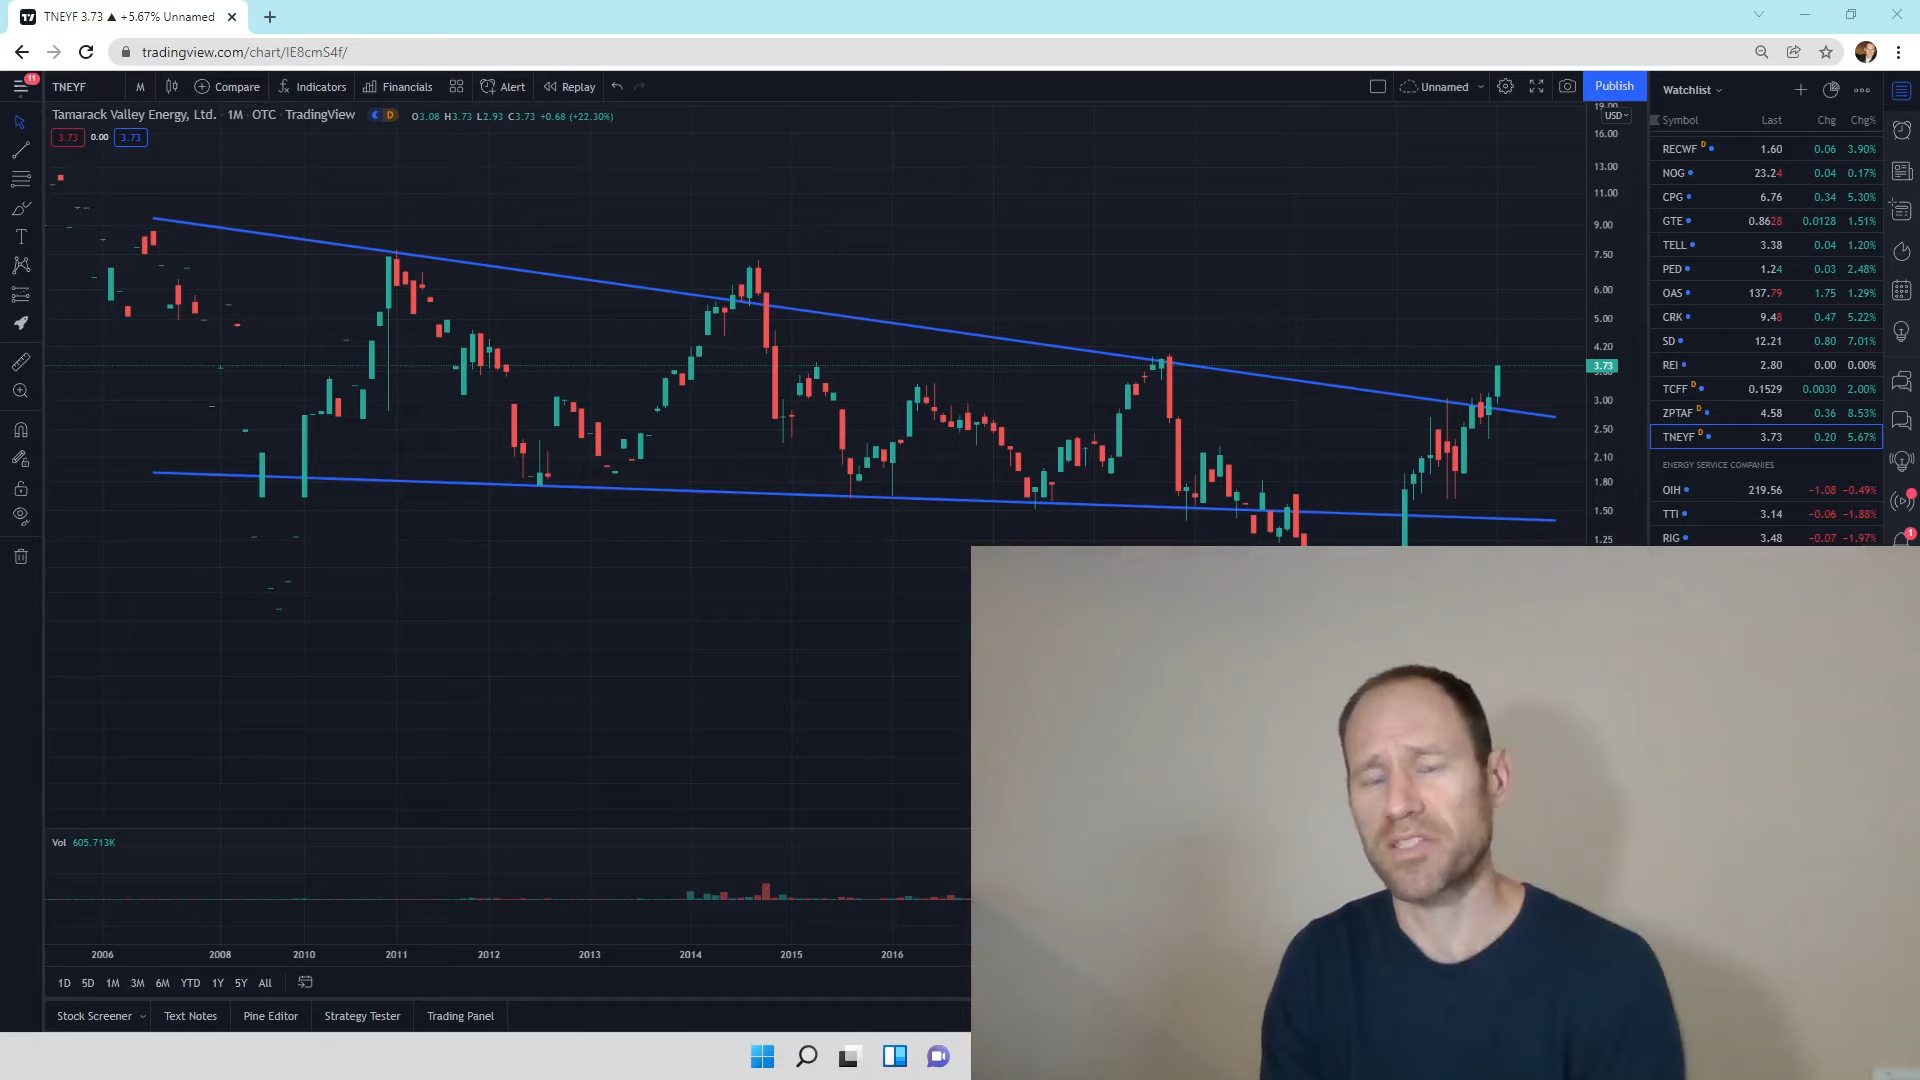 TNEYF 3.73 ▲ +5.67% Unnamed
tradingview.com/chart/IE8cmS4f/
11
TNEYF M Compare Indicators Financials Alert Replay Unnamed Publish
Tamarack Valley Energy, Ltd. · 1M · OTC · TradingView D O3.08 H3.73 L2.93 C3.73 +0.68 (+22.30%)
3.73 0.00 3.73
19.00
USD
16.00
13.00
11.00
9.00
7.50
6.00
5.00
4.20
3.73
3.00
2.50
2.10
1.80
1.50
1.25
Watchlist
Symbol Last Chg Chg%
RECWF D 1.60 0.06 3.90%
NOG 23.24 0.04 0.17%
CPG 6.76 0.34 5.30%
GTE 0.8628 0.0128 1.51%
TELL 3.38 0.04 1.20%
PED 1.24 0.03 2.48%
OAS 137.79 1.75 1.29%
CRK 9.48 0.47 5.22%
SD 12.21 0.80 7.01%
REI 2.80 0.00 0.00%
TCFF D 0.1529 0.0030 2.00%
ZPTAF D 4.58 0.36 8.53%
TNEYF D 3.73 0.20 5.67%
ENERGY SERVICE COMPANIES
OIH 219.56 −1.08 −0.49%
TTI 3.14 −0.06 −1.88%
RIG 3.48 −0.07 −1.97%
1
Vol 605.713K
2006 2008 2010 2011 2012 2013 2014 2015 2016
1D 5D 1M 3M 6M YTD 1Y 5Y All
Stock Screener Text Notes Pine Editor Strategy Tester Trading Panel